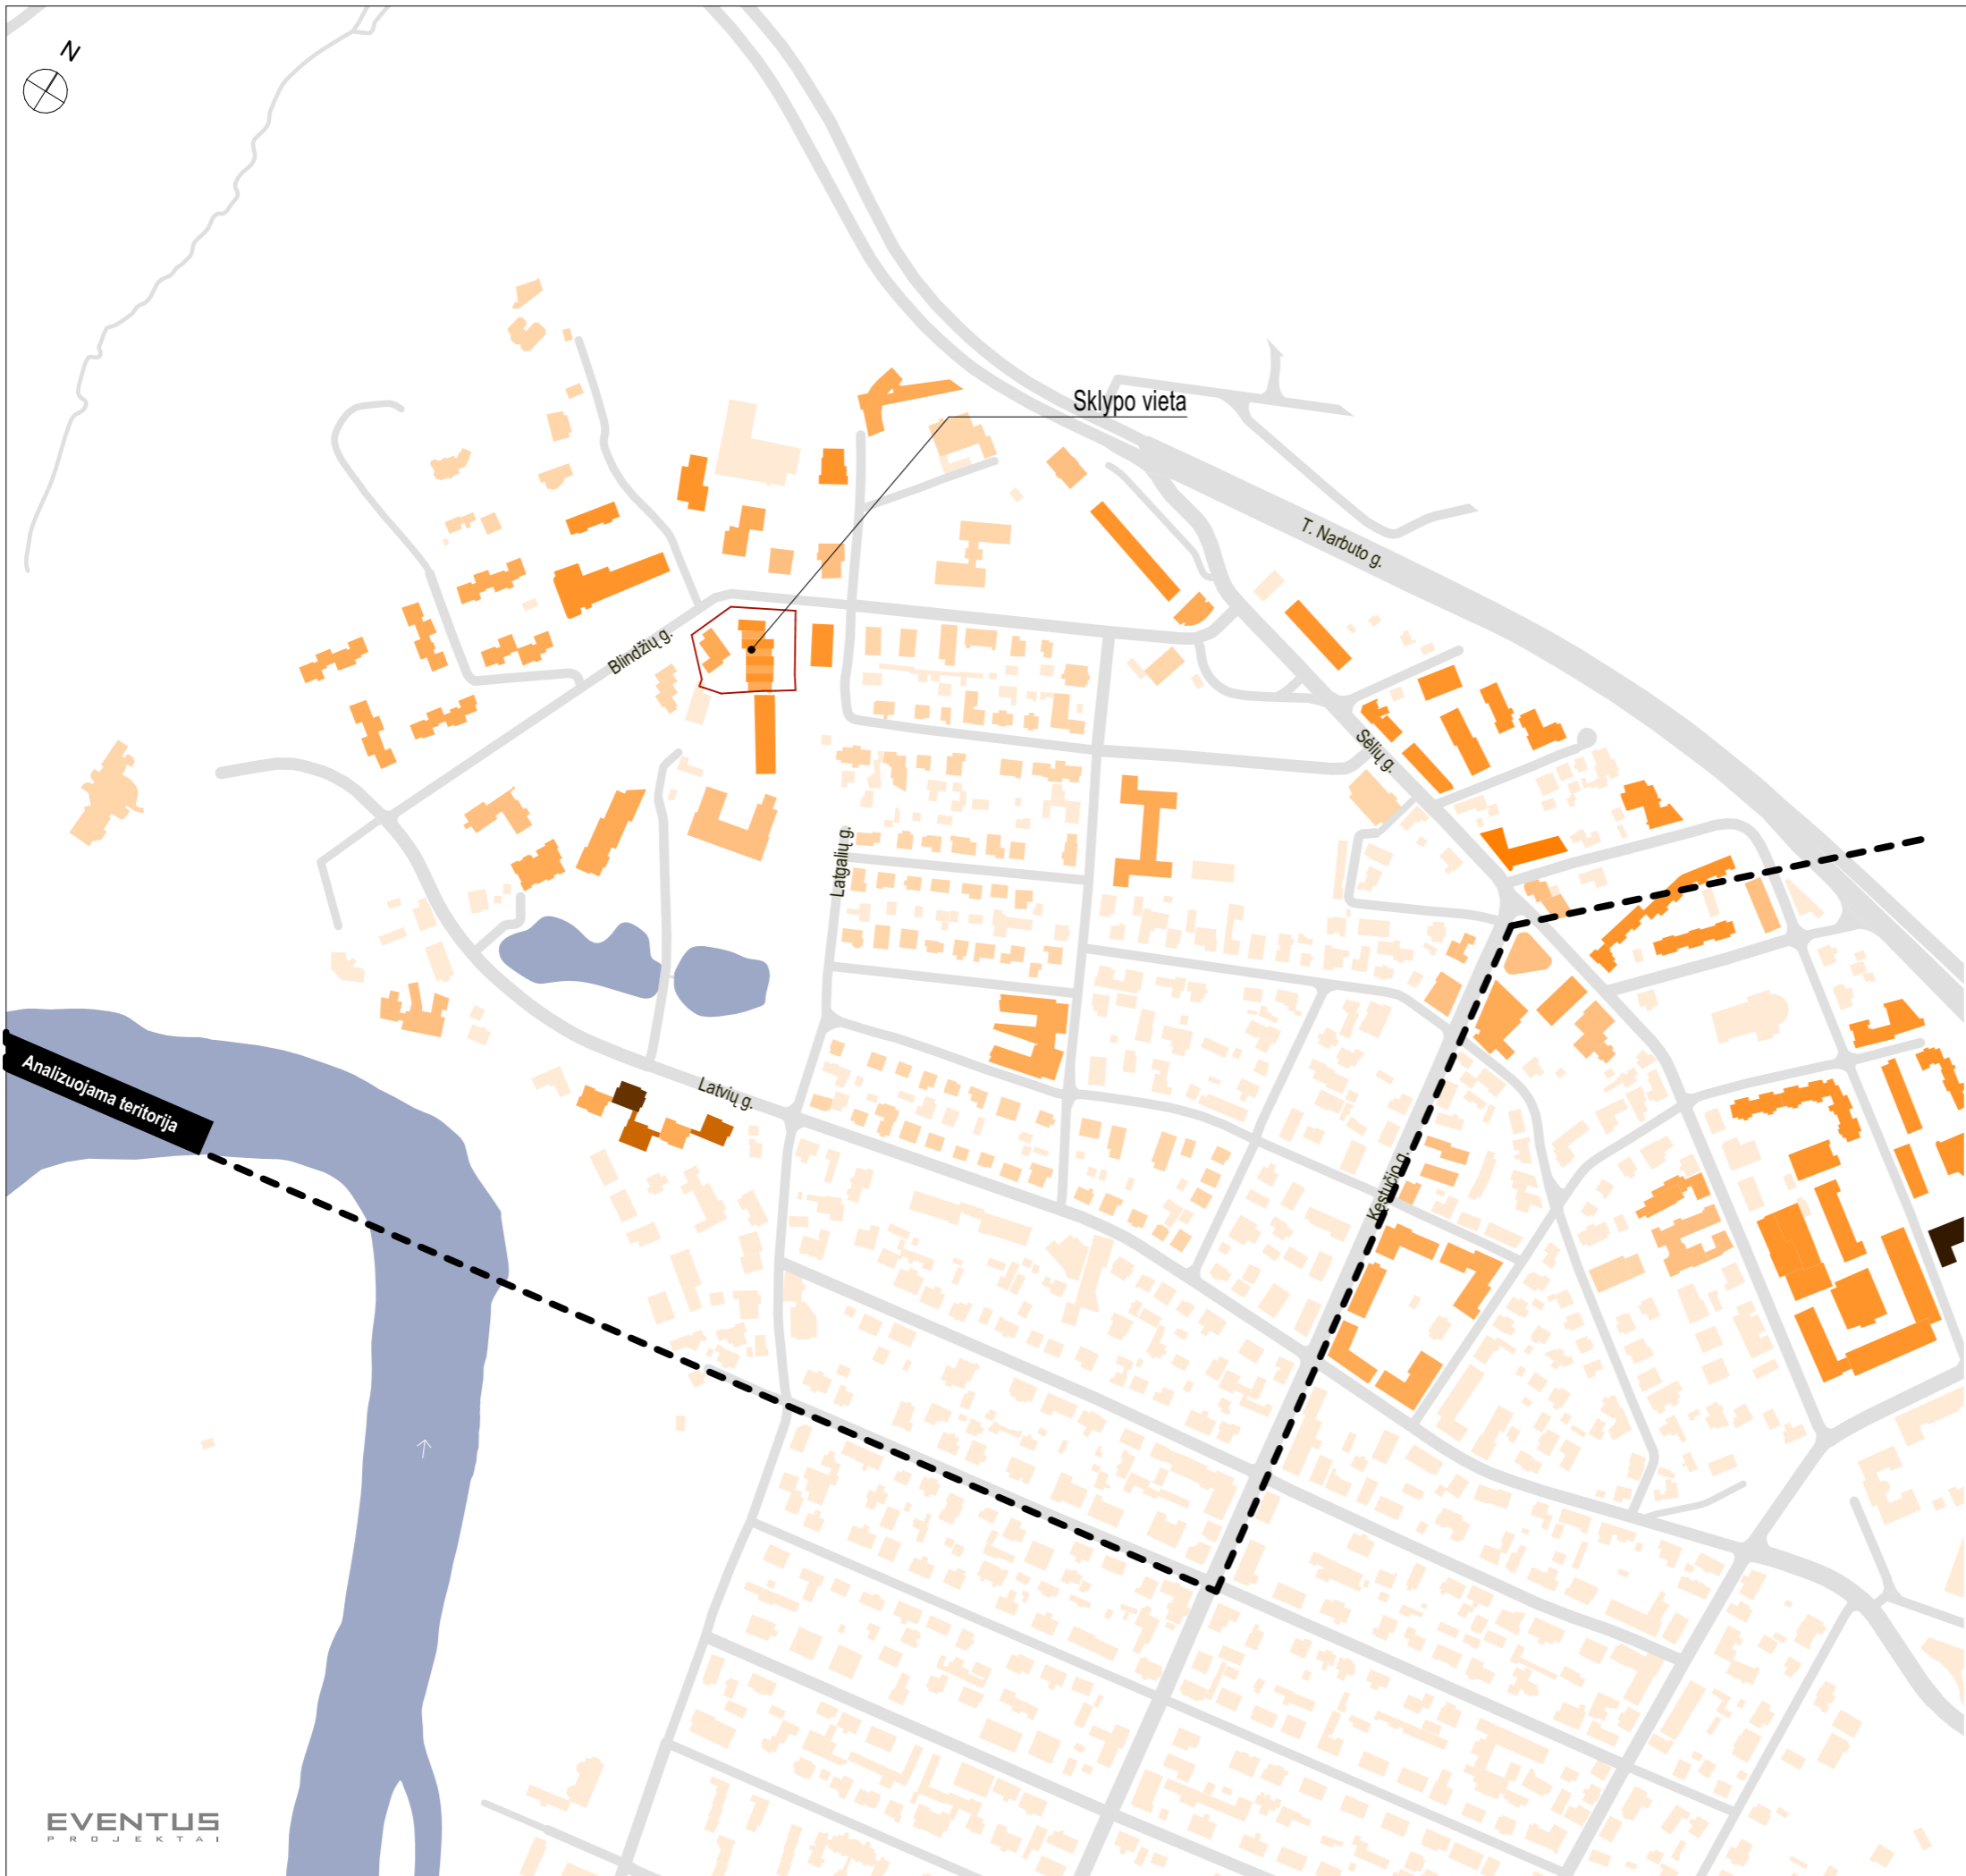 N
Sklypo vieta
T. Narbuto g.
Blindžių g.
Sėlių g.
Latgalių g.
Analizuojama teritorija
Latvių g.
Kęstučio g.
EVENTUS
PROJEKTAI